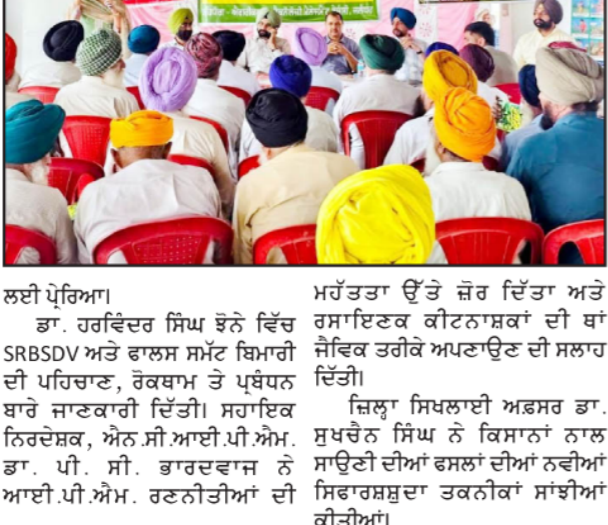 ਲਈ ਪ੍ਰੇਰਿਆ।
ਡਾ. ਹਰਵਿੰਦਰ ਸਿੰਘ ਝੋਨੇ ਵਿੱਚ
SRBSDV ਅਤੇ ਫਾਲਸ ਸਮੱਟ ਬਿਮਾਰੀ
ਦੀ ਪਹਿਚਾਣ, ਰੋਕਥਾਮ ਤੇ ਪ੍ਰਬੰਧਨ
ਬਾਰੇ ਜਾਣਕਾਰੀ ਦਿੱਤੀ। ਸਹਾਇਕ
ਨਿਰਦੇਸ਼ਕ, ਐਨ.ਸੀ.ਆਈ.ਪੀ.ਐਮ.
ਡਾ. ਪੀ. ਸੀ. ਭਾਰਦਵਾਜ ਨੇ
ਆਈ.ਪੀ.ਐਮ. ਰਣਨੀਤੀਆਂ ਦੀ
ਮਹੱਤਤਾ ਉੱਤੇ ਜ਼ੋਰ ਦਿੱਤਾ ਅਤੇ
ਰਸਾਇਣਕ ਕੀਟਨਾਸ਼ਕਾਂ ਦੀ ਥਾਂ
ਜੈਵਿਕ ਤਰੀਕੇ ਅਪਣਾਉਣ ਦੀ ਸਲਾਹ
ਦਿੱਤੀ।
ਜ਼ਿਲ੍ਹਾ ਸਿਖਲਾਈ ਅਫ਼ਸਰ ਡਾ.
ਸੁਖਚੈਨ ਸਿੰਘ ਨੇ ਕਿਸਾਨਾਂ ਨਾਲ
ਸਾਉਣੀ ਦੀਆਂ ਫਸਲਾਂ ਦੀਆਂ ਨਵੀਆਂ
ਸਿਫਾਰਸ਼ਸ਼ੁਦਾ ਤਕਨੀਕਾਂ ਸਾਂਝੀਆਂ
ਕੀਤੀਆਂ।